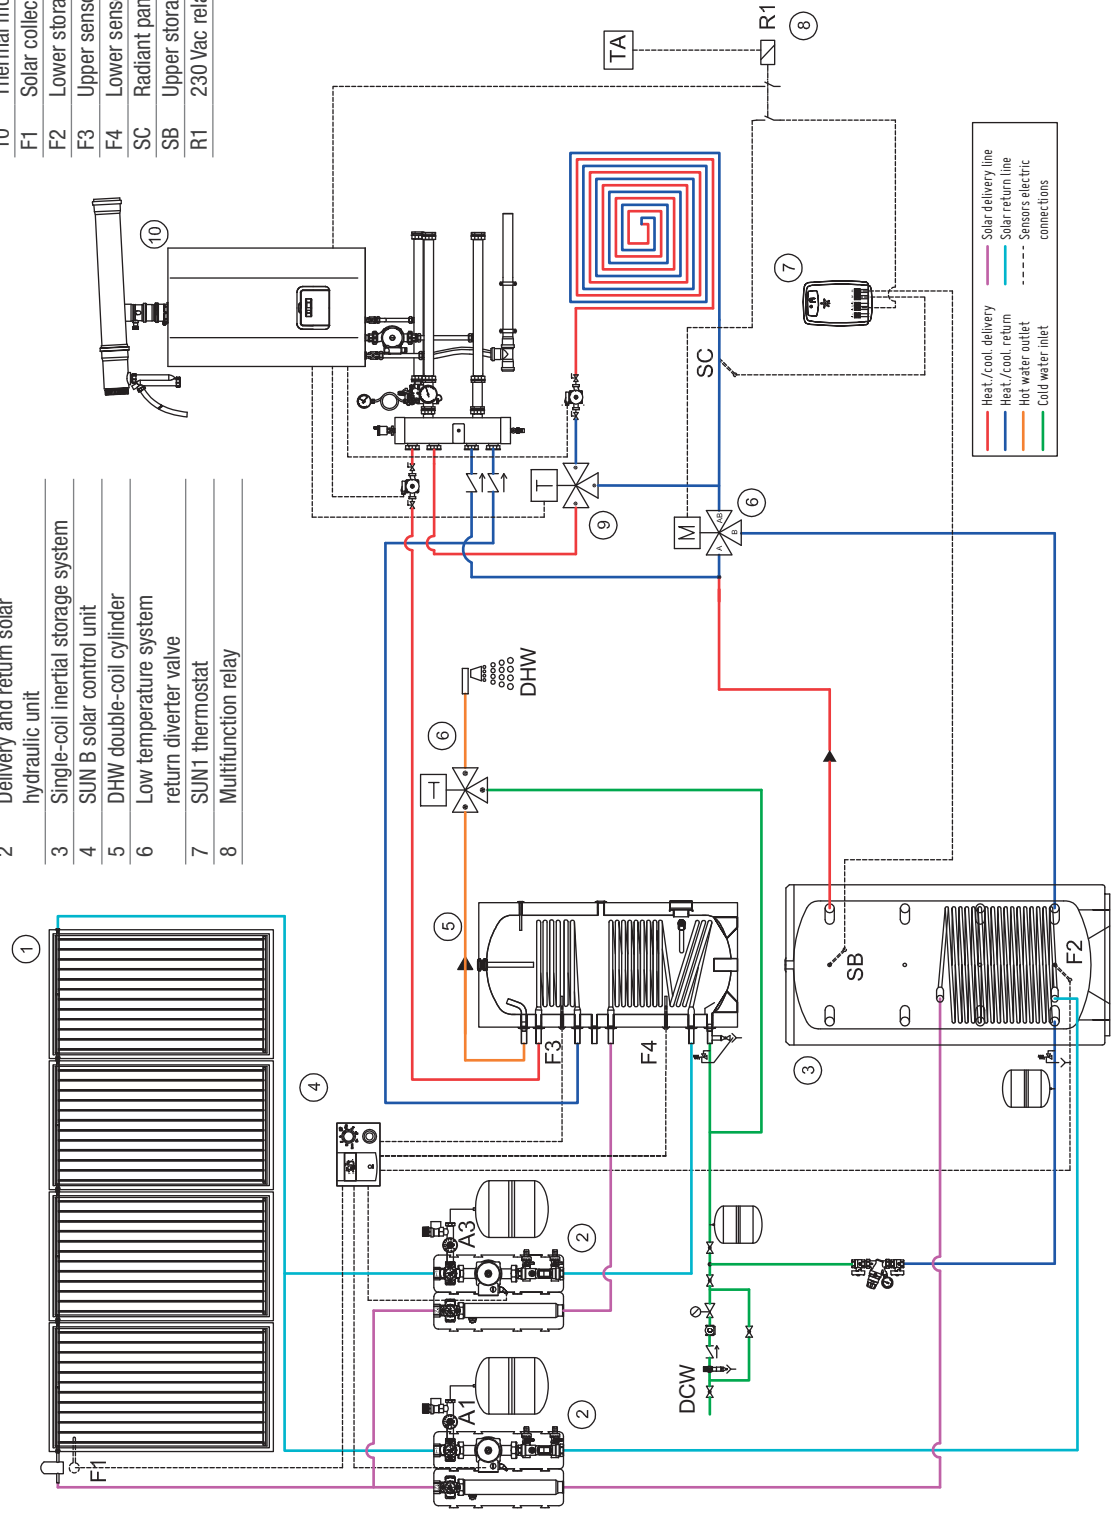 2 Delivery and return solar
hydraulic unit
3 Single-coil inertial storage system
4 SUN B solar control unit
5 DHW double-coil cylinder
6 Low temperature system
return diverter valve
7 SUN1 thermostat
8 Multifunction relay
10
F1 Solar collec
F2 Lower stora
F3 Upper senso
F4 Lower sens
SC Radiant pan
SB Upper stora
R1 230 Vac rela
1
F1
4
A1
2
A3
2
DCW
5
F3
F4
T
6
DHW
3
SB
F2
10
T
9
M
A
AB
B
6
SC
7
TA
R1
8
Heat./cool. delivery
Heat./cool. return
Hot water outlet
Cold water inlet
Solar delivery line
Solar return line
Sensors electric
connections